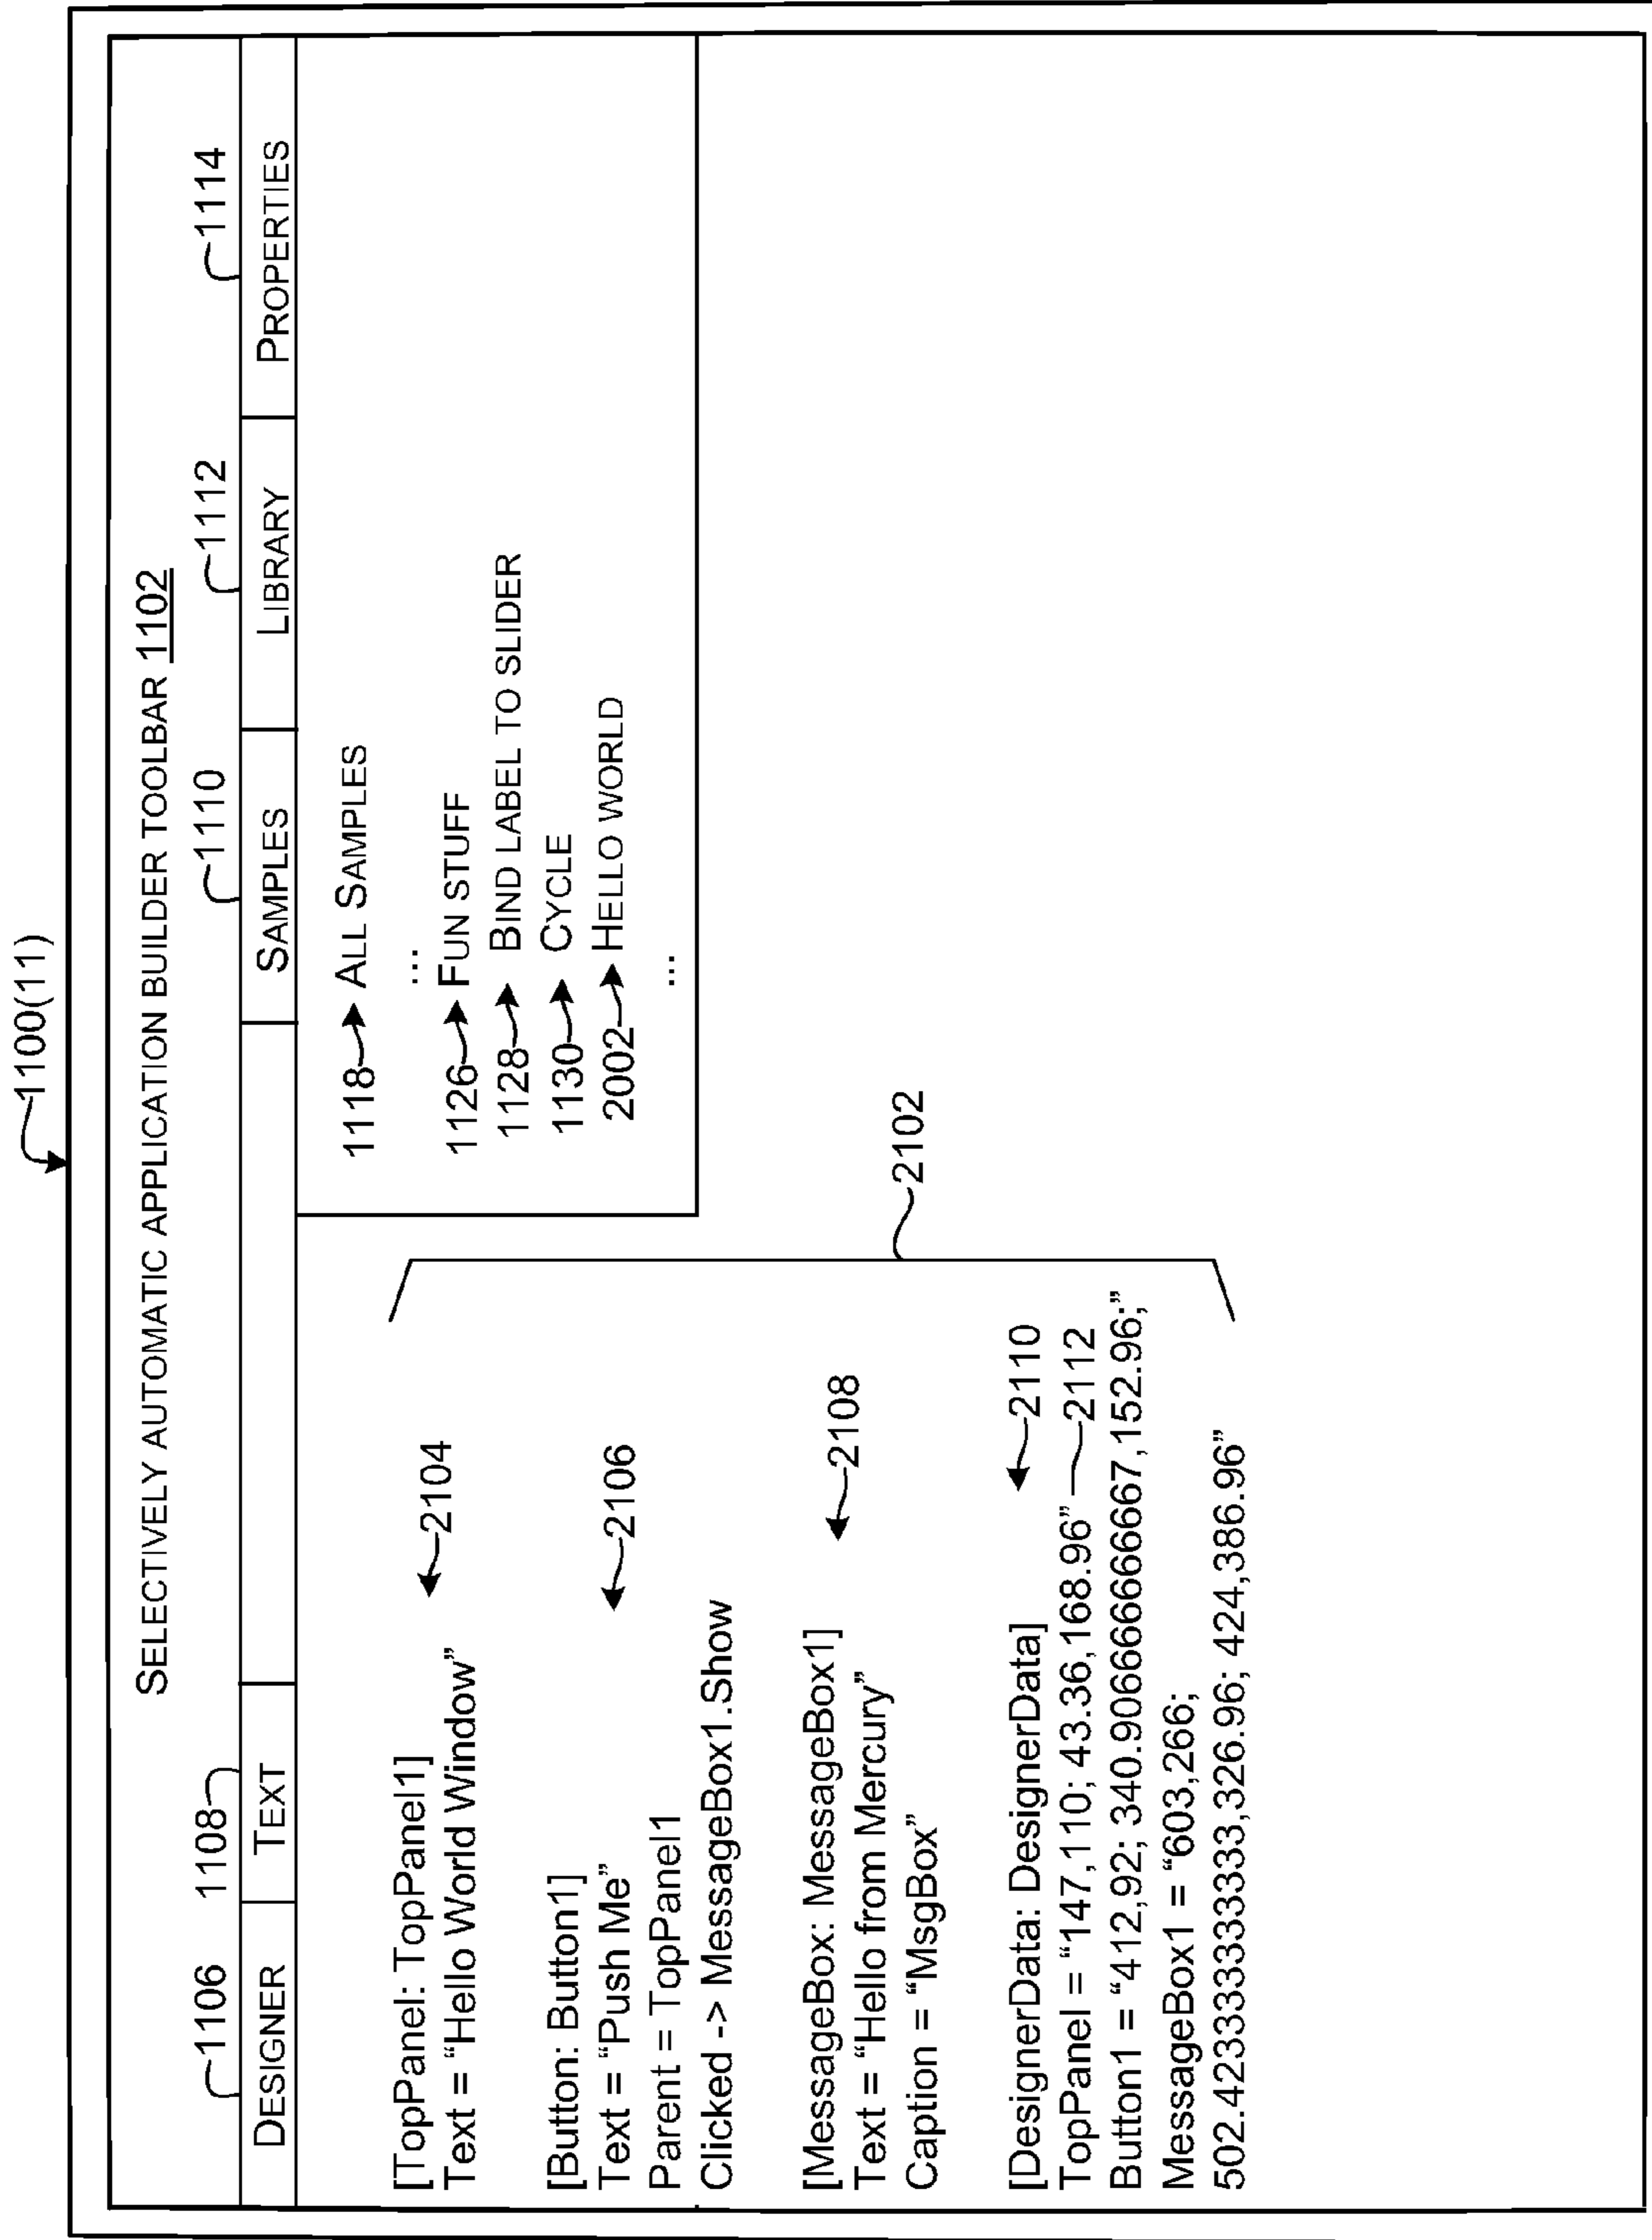 1100(11)
SELECTIVELY AUTOMATIC APPLICATION BUILDER TOOLBAR 1102
1106 1108 1110 1112 1114
DESIGNER TEXT SAMPLES LIBRARY PROPERTIES
[TopPanel: TopPanel1]
Text = “Hello World Window”
2104
[Button: Button1]
Text = “Push Me”
Parent = TopPanel1
Clicked -> MessageBox1.Show
2106
[MessageBox: MessageBox1]
Text = “Hello from Mercury”
Caption = “MsgBox”
2108
[DesignerData: DesignerData]
2110
TopPanel = “147,110; 43.36,168.96” 2112
Button1 = “412,92; 340.906666666666667,152.96;”
MessageBox1 = “603,266;
502.423333333333,326.96; 424,386.96”
2102
1118 ALL SAMPLES
...
1126 FUN STUFF
1128 BIND LABEL TO SLIDER
1130 CYCLE
2002 HELLO WORLD
...